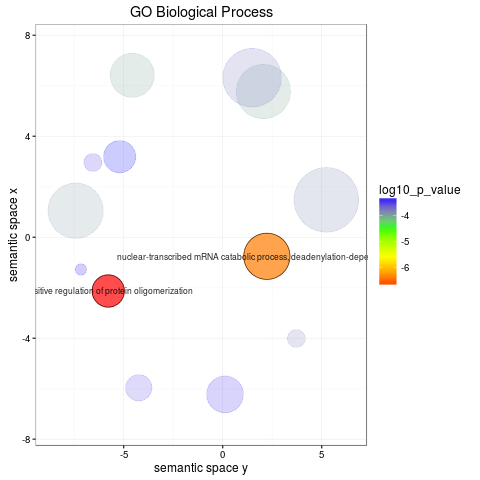 GO Biological Process
8
4
0
-4
-8
semantic space x
nuclear-transcribed mRNA catabolic process, deadenylation-depe
sitive regulation of protein oligomerization
-5
0
5
semantic space y
log10_p_value
-4
-5
-6